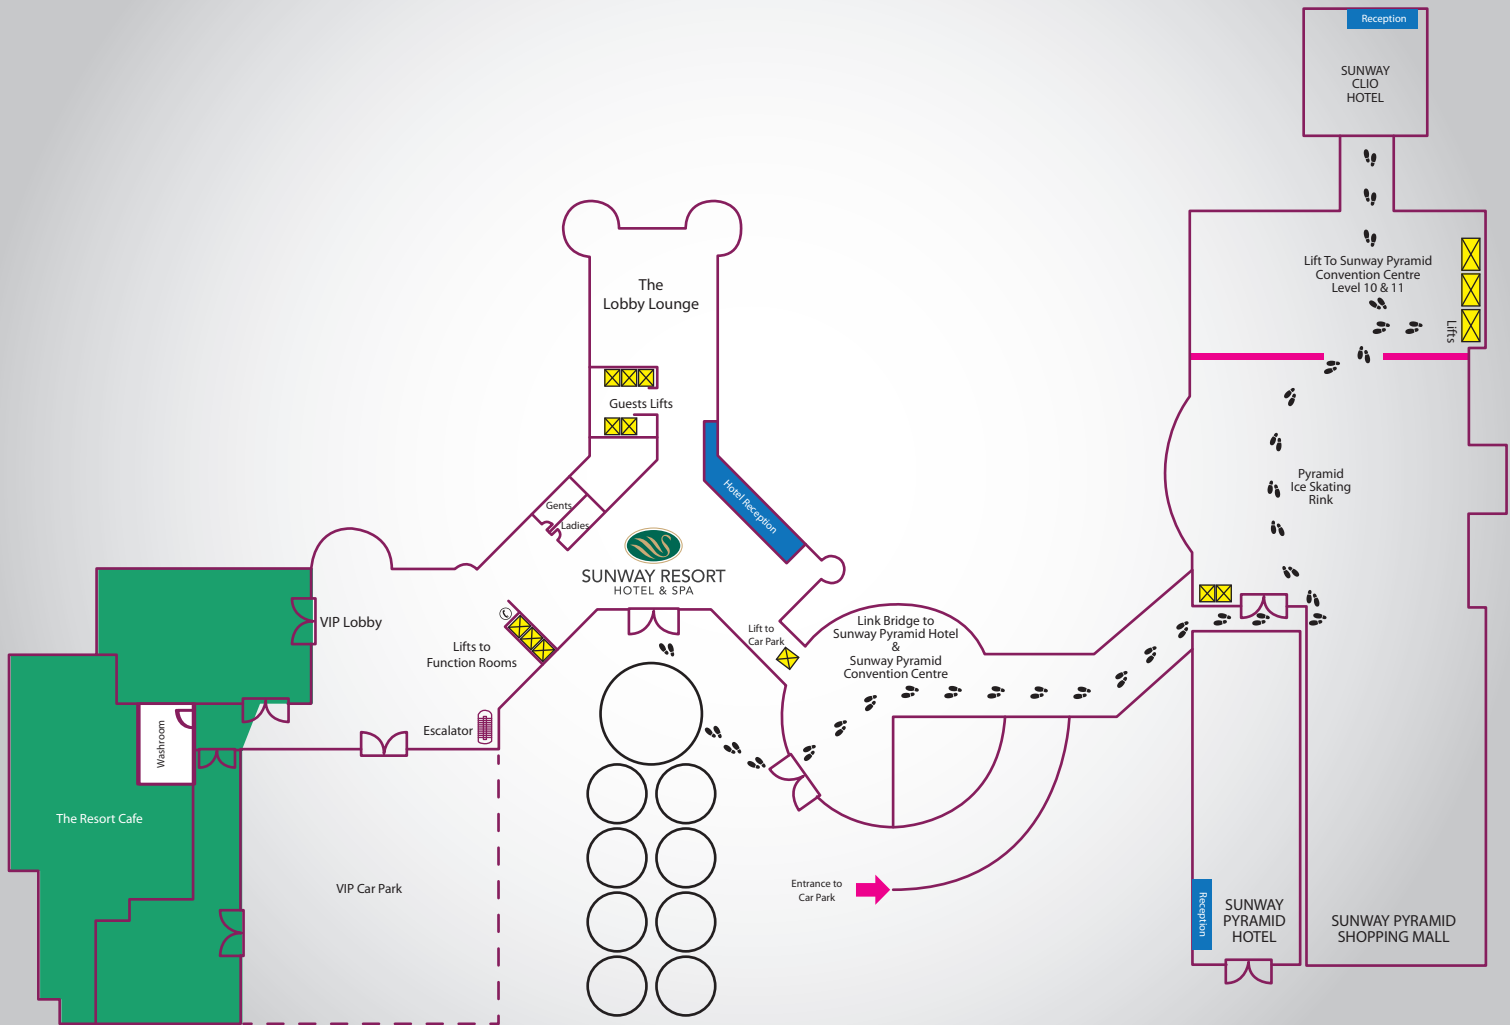 Reception
SUNWAY
CLIO
HOTEL
Lift To Sunway Pyramid
Convention Centre
Level 10 & 11
Lifts
The
Lobby Lounge
Guests Lifts
Gents
Ladies
Hotel Reception
SUNWAY RESORT
HOTEL & SPA
Pyramid
Ice Skating
Rink
VIP Lobby
Lifts to
Function Rooms
Lift to
Car Park
Link Bridge to
Sunway Pyramid Hotel
&
Sunway Pyramid
Convention Centre
Escalator
Washroom
The Resort Cafe
VIP Car Park
Entrance to
Car Park
Reception
SUNWAY
PYRAMID
HOTEL
SUNWAY PYRAMID
SHOPPING MALL